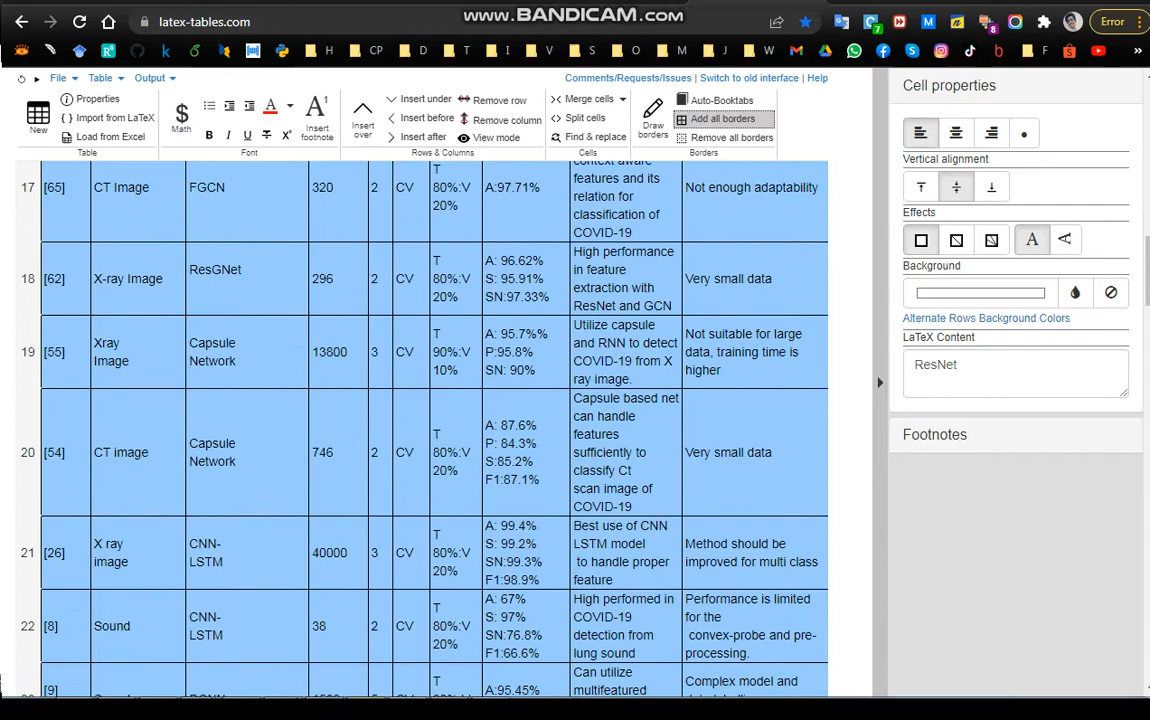 www.BANDICAM.com
latex-tables.com
Error
H CP D T I V S O M J W F »
File Table Output
Comments/Requests/Issues | Switch to old interface | Help
New
Properties
Import from LaTeX
Load from Excel
Table
Math
B I U T X²
Insert
footnote
Font
Insert
over
Insert under
Insert before
Insert after
Remove row
Remove column
View mode
Rows & Columns
Merge cells
Split cells
Find & replace
Cells
Draw
borders
Auto-Booktabs
Add all borders
Remove all borders
Borders
17 [65] CT Image FGCN 320 2 CV T 80%:V 20% A:97.71% context aware features and its relation for classification of COVID-19 Not enough adaptability
18 [62] X-ray Image ResGNet 296 2 CV T 80%:V 20% A: 96.62% S: 95.91% SN:97.33% High performance in feature extraction with ResNet and GCN Very small data
19 [55] Xray Image Capsule Network 13800 3 CV T 90%:V 10% A: 95.7%% P:95.8% SN: 90% Utilize capsule and RNN to detect COVID-19 from X ray image. Not suitable for large data, training time is higher
20 [54] CT image Capsule Network 746 2 CV T 80%:V 20% A: 87.6% P: 84.3% S:85.2% F1:87.1% Capsule based net can handle features sufficiently to classify Ct scan image of COVID-19 Very small data
21 [26] X ray image CNN-LSTM 40000 3 CV T 80%:V 20% A: 99.4% S: 99.2% SN:99.3% F1:98.9% Best use of CNN LSTM model to handle proper feature Method should be improved for multi class
22 [8] Sound CNN-LSTM 38 2 CV T 80%:V 20% A: 67% S: 97% SN:76.8% F1:66.6% High performed in COVID-19 detection from lung sound Performance is limited for the convex-probe and pre-processing.
[9] T A:95.45% Can utilize multifeatured Complex model and
Cell properties
Vertical alignment
Effects
A A
Background
Alternate Rows Background Colors
LaTeX Content
ResNet
Footnotes